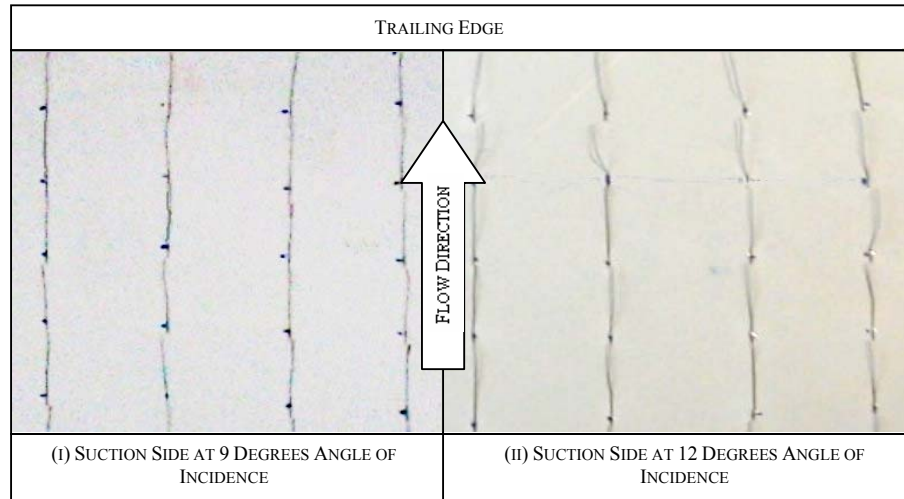 TRAILING EDGE
FLOW DIRECTION
(I) SUCTION SIDE AT 9 DEGREES ANGLE OF
INCIDENCE
(II) SUCTION SIDE AT 12 DEGREES ANGLE OF
INCIDENCE